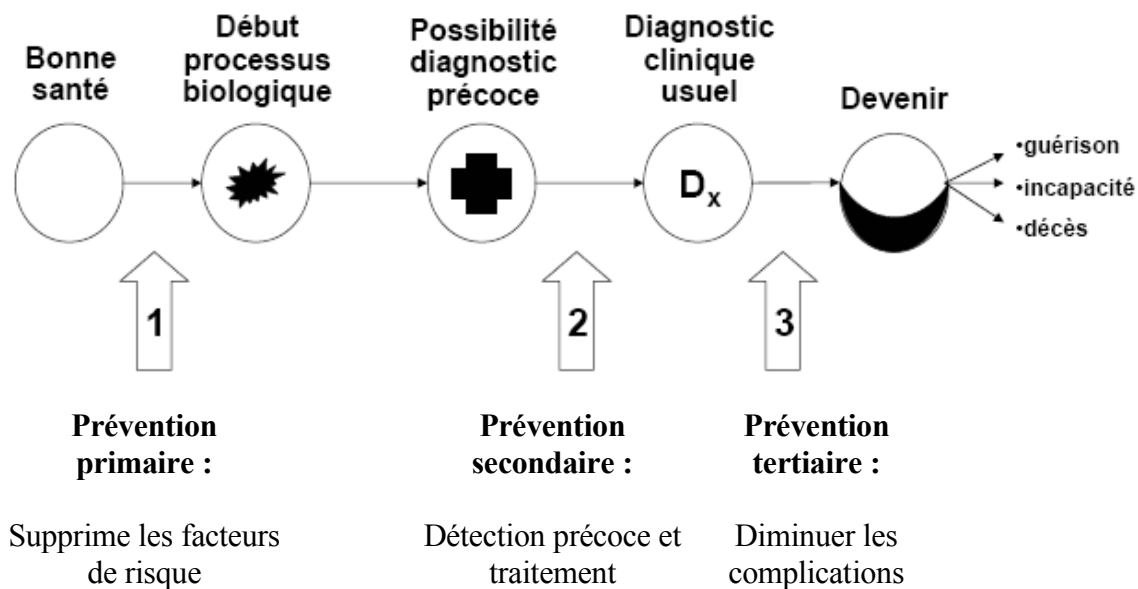 Bonne
santé
Début
processus
biologique
Possibilité
diagnostic
précoce
Diagnostic
clinique
usuel
Devenir
Dx
•guérison
•incapacité
•décès
1
2
3
Prévention
primaire :
Prévention
secondaire :
Prévention
tertiaire :
Supprime les facteurs
de risque
Détection précoce et
traitement
Diminuer les
complications